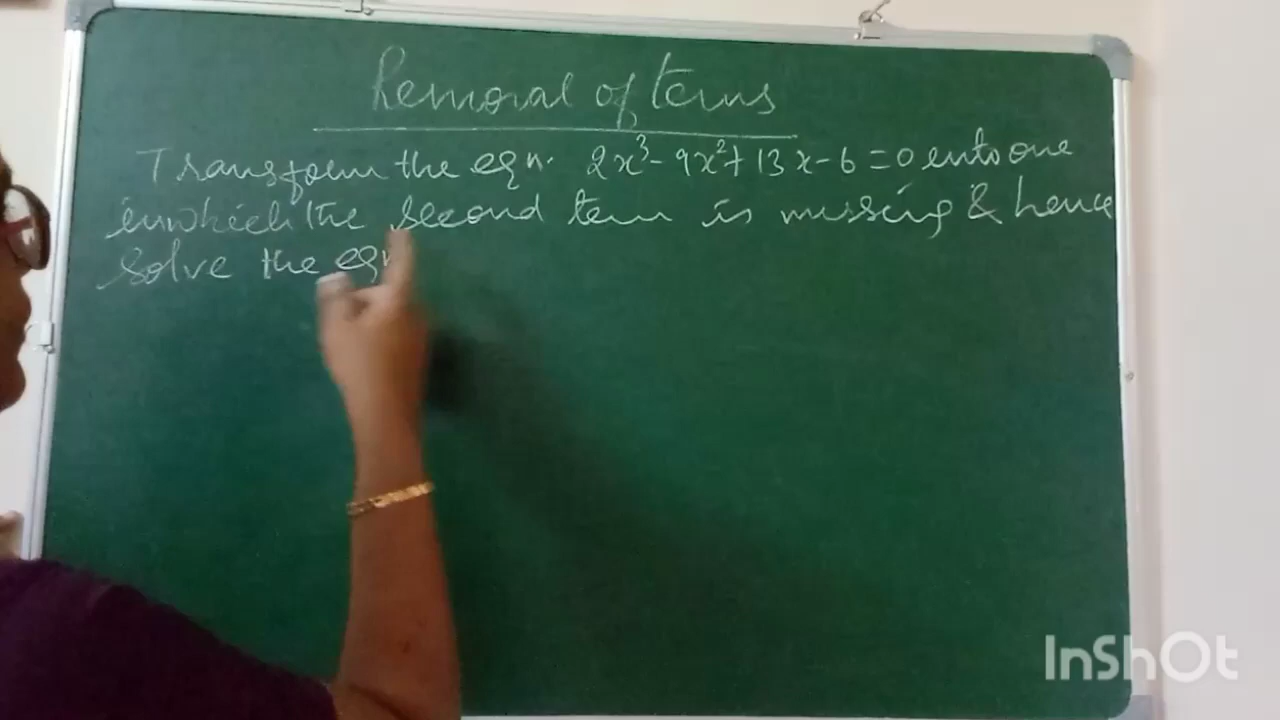 Removal of terms
Transform the eqn. 2x³-9x²+13x-6=0 into one
in which the second term is missing & hence
solve the eqn
InShOt